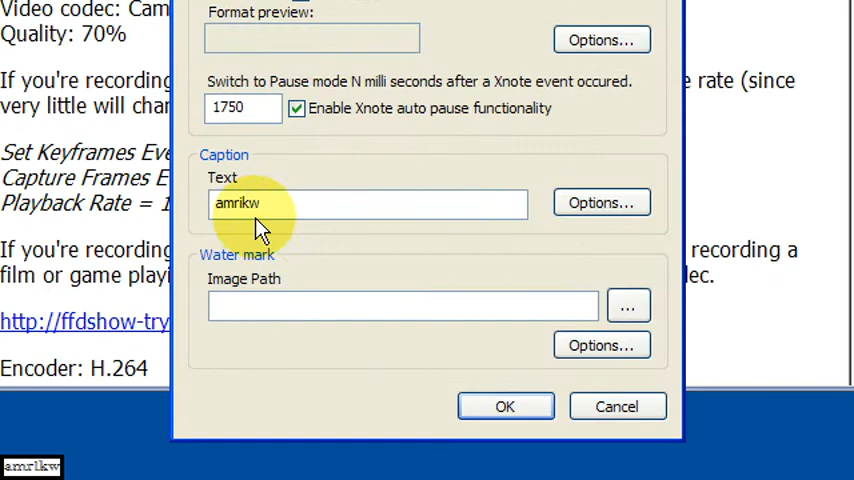 Video codec: Cam
Quality: 70%
If you're recording
e rate (since
very little will char
Set Keyframes Eve
Capture Frames E
Playback Rate = 1
If you're recording
recording a
film or game playi
lec.
http://ffdshow-try
Encoder: H.264
Format preview:
Options...
Switch to Pause mode N milli seconds after a Xnote event occured.
1750
Enable Xnote auto pause functionality
Caption
Text
amrikw
Options...
Water mark
Image Path
...
Options...
OK
Cancel
amrikw